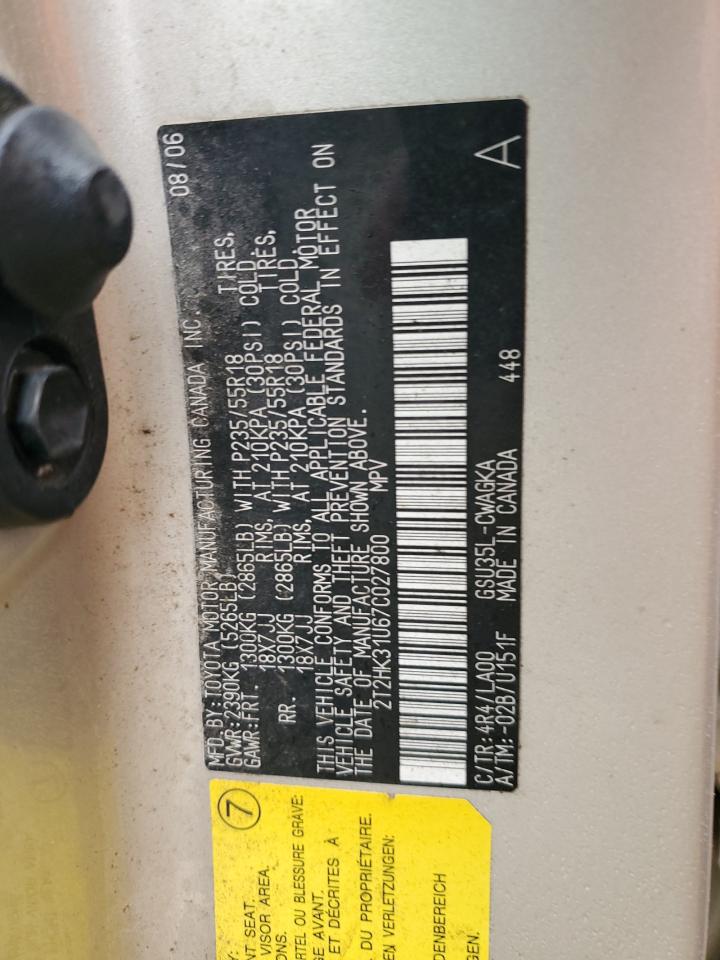 MFD BY:TOYOTA MOTOR MANUFACTURING CANADA INC. 08/06
GVWR:2390KG (5265LB)
GAWR:FRT. 1300KG (2865LB) WITH P235/55R18 TIRES,
18X7JJ RIMS, AT 210KPA (30PSI) COLD
RR. 1300KG (2865LB) WITH P235/55R18 TIRES,
18X7JJ RIMS, AT 210KPA (30PSI) COLD.
THIS VEHICLE CONFORMS TO ALL APPLICABLE FEDERAL MOTOR
VEHICLE SAFETY AND THEFT PREVENTION STANDARDS IN EFFECT ON
THE DATE OF MANUFACTURE SHOWN ABOVE.
2T2HK31U67C027800 MPV
A
C/TR:4R4/LA00 GSU35L-CWAGKA 448
A/TM:-02B/U151F MADE IN CANADA
Y: 7
NT SEAT.
VISOR AREA.
ONS.
RTEL OU BLESSURE GRAVE:
GE AVANT.
ET DÉCRITES À
L DU PROPRIÉTAIRE.
EN VERLETZUNGEN:
DENBEREICH
GEN.